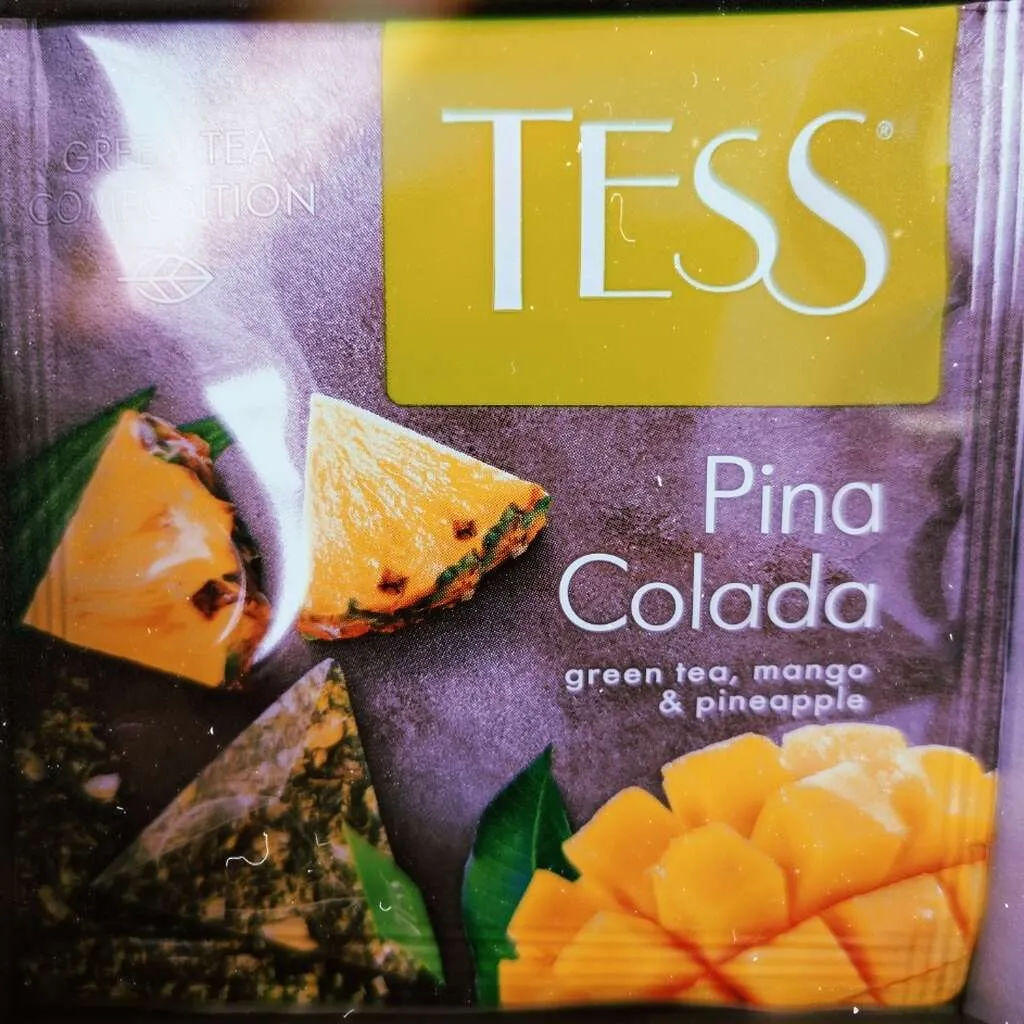 GREEN TEA
COMPOSITION
TESS®
Pina
Colada
green tea, mango
& pineapple